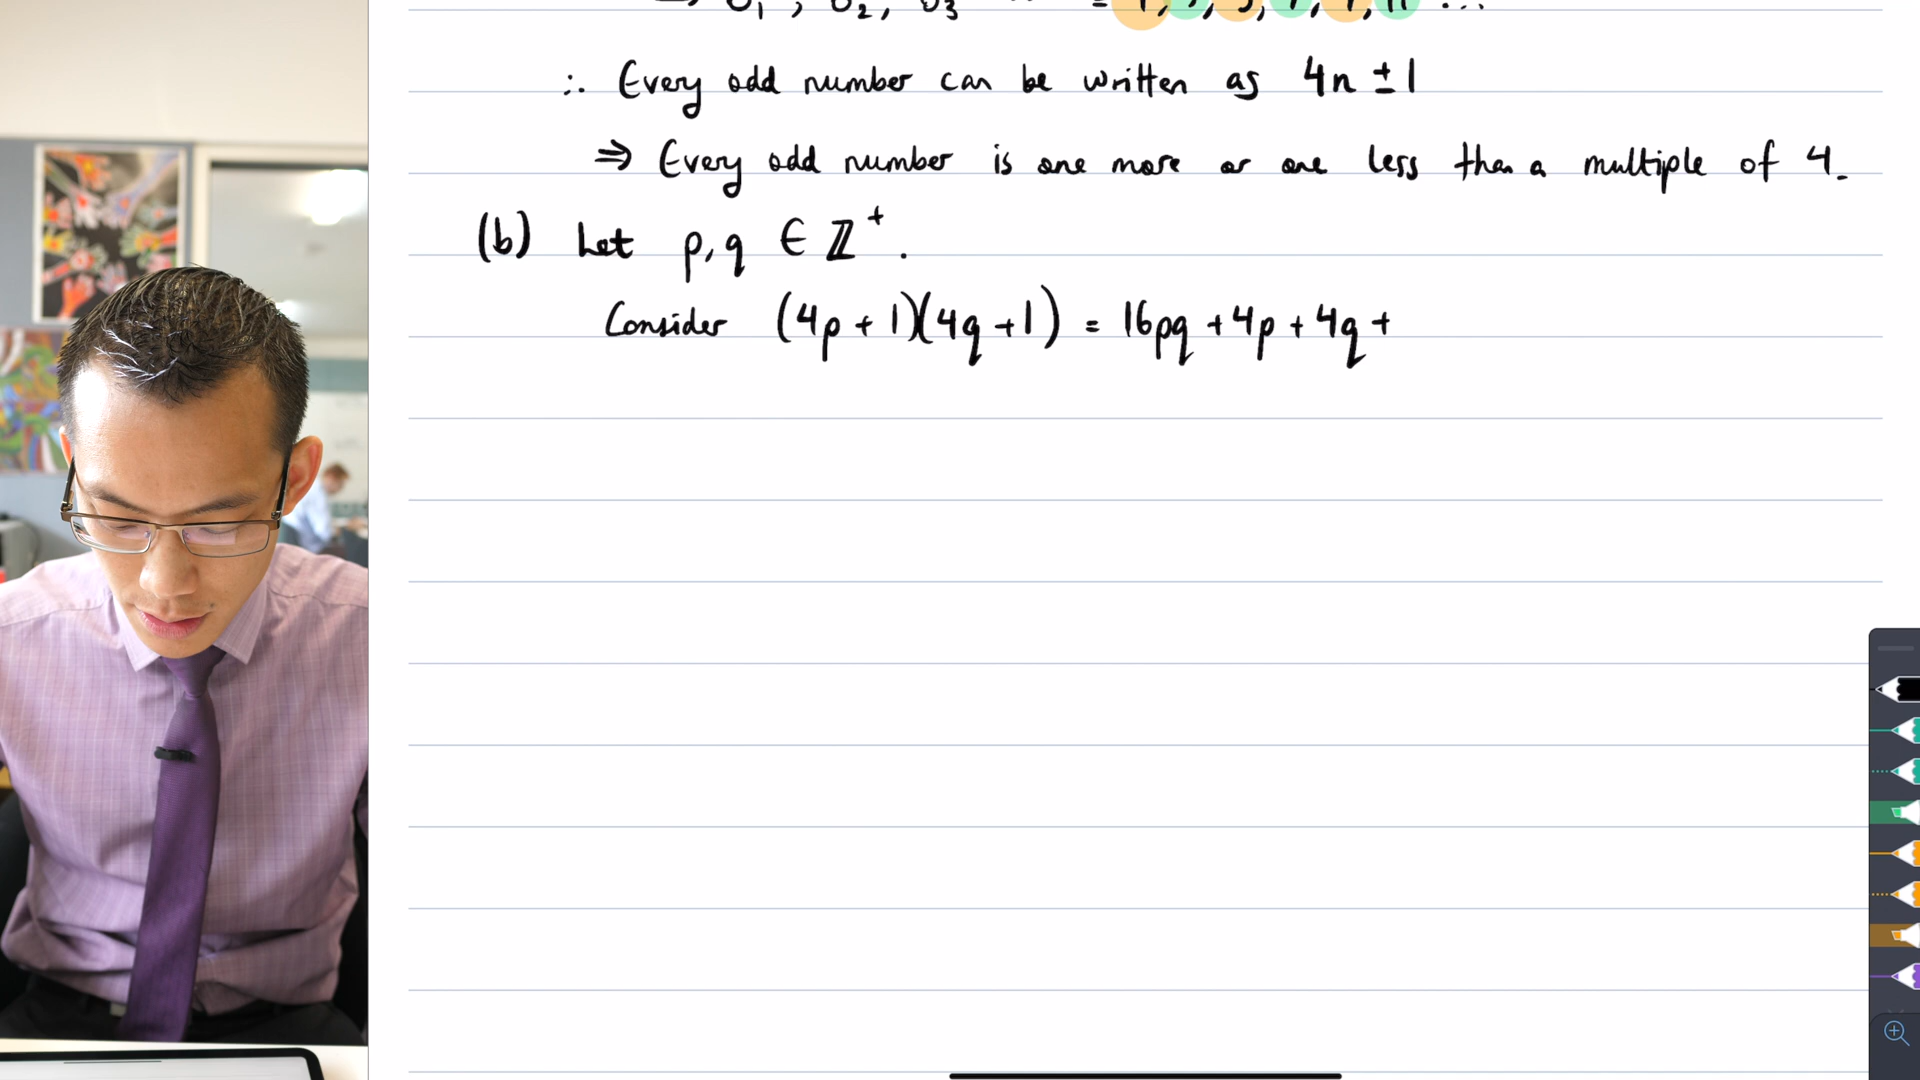 ∴ Every odd number can be written as 4n ± 1
⇒ Every odd number is one more or one less than a multiple of 4.
(b) Let p, q ∈ ℤ⁺.
Consider (4p + 1)(4q + 1) = 16pq + 4p + 4q +